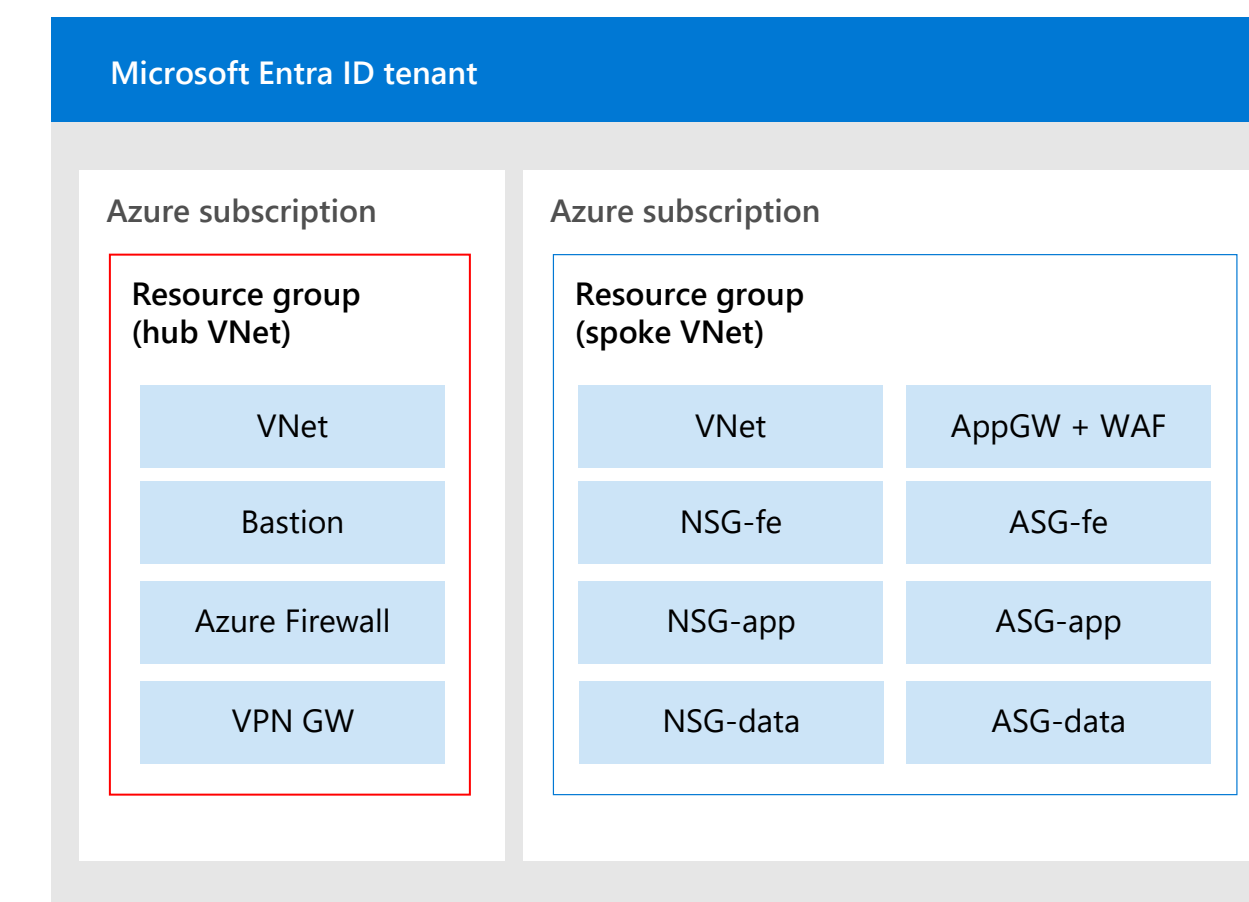 Microsoft Entra ID tenant
Azure subscription
Resource group
(hub VNet)
VNet
Bastion
Azure Firewall
VPN GW
Azure subscription
Resource group
(spoke VNet)
VNet
AppGW + WAF
NSG-fe
ASG-fe
NSG-app
ASG-app
NSG-data
ASG-data